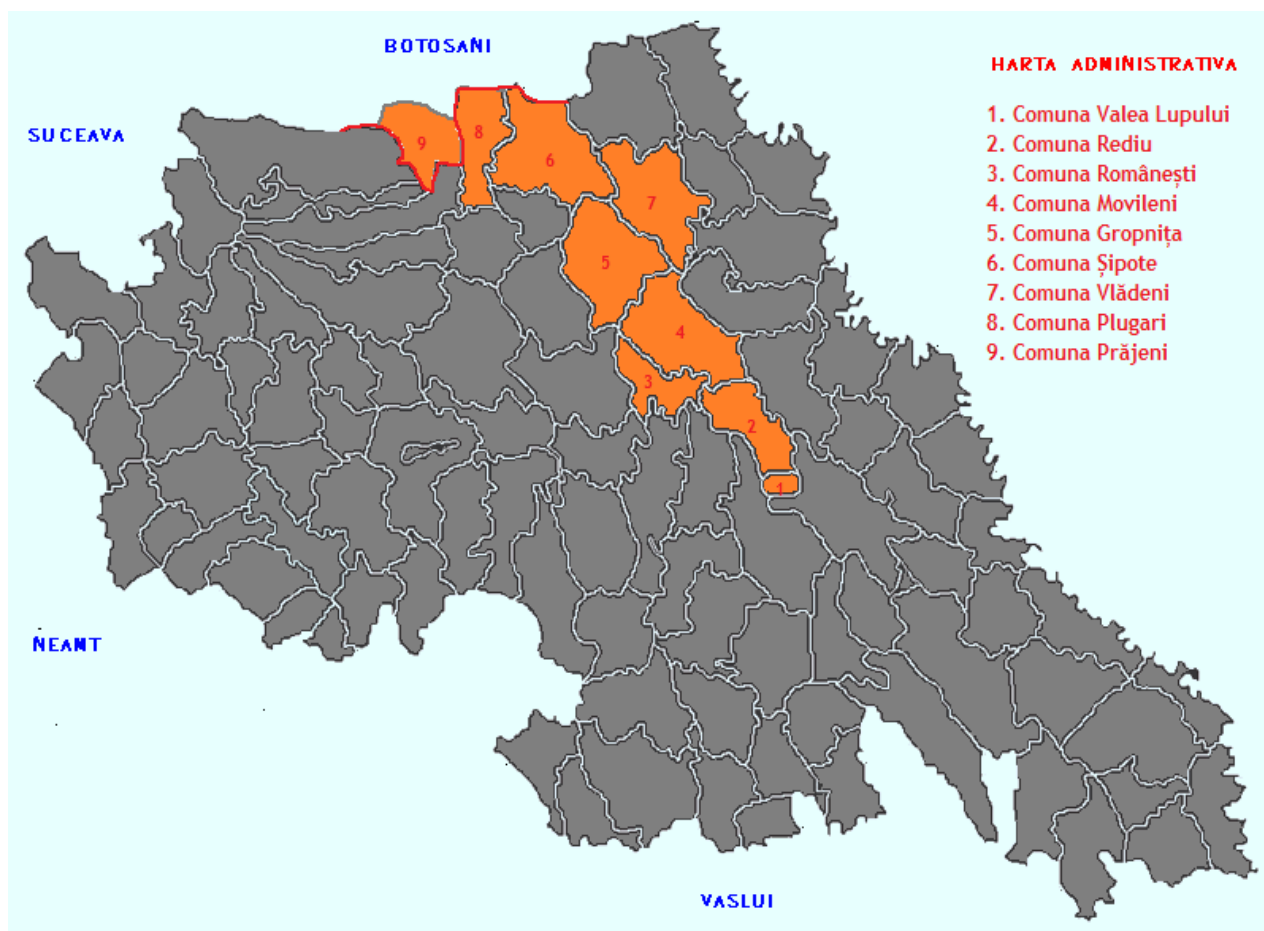 BOTOSANI
HARTA ADMINISTRATIVA
SUCEAVA
1. Comuna Valea Lupului
2. Comuna Rediu
3. Comuna Românești
4. Comuna Movileni
5. Comuna Gropnița
6. Comuna Șipote
7. Comuna Vlădeni
8. Comuna Plugari
9. Comuna Prăjeni
9
8
6
7
5
4
3
2
1
NEAMT
VASLUI